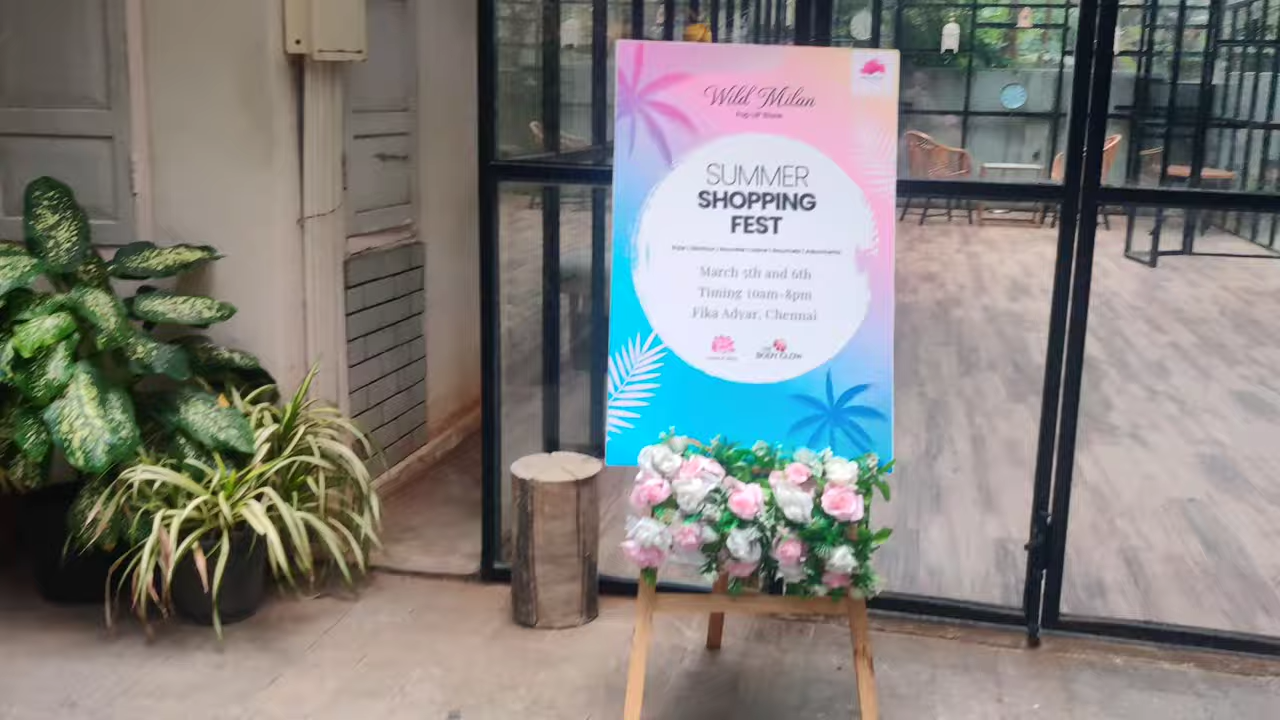 Wild Milan
Pop UP Store
SUMMER
SHOPPING
FEST
March 5th and 6th
Timing 10am-8pm
Fika Adyar, Chennai
BODY GLOW